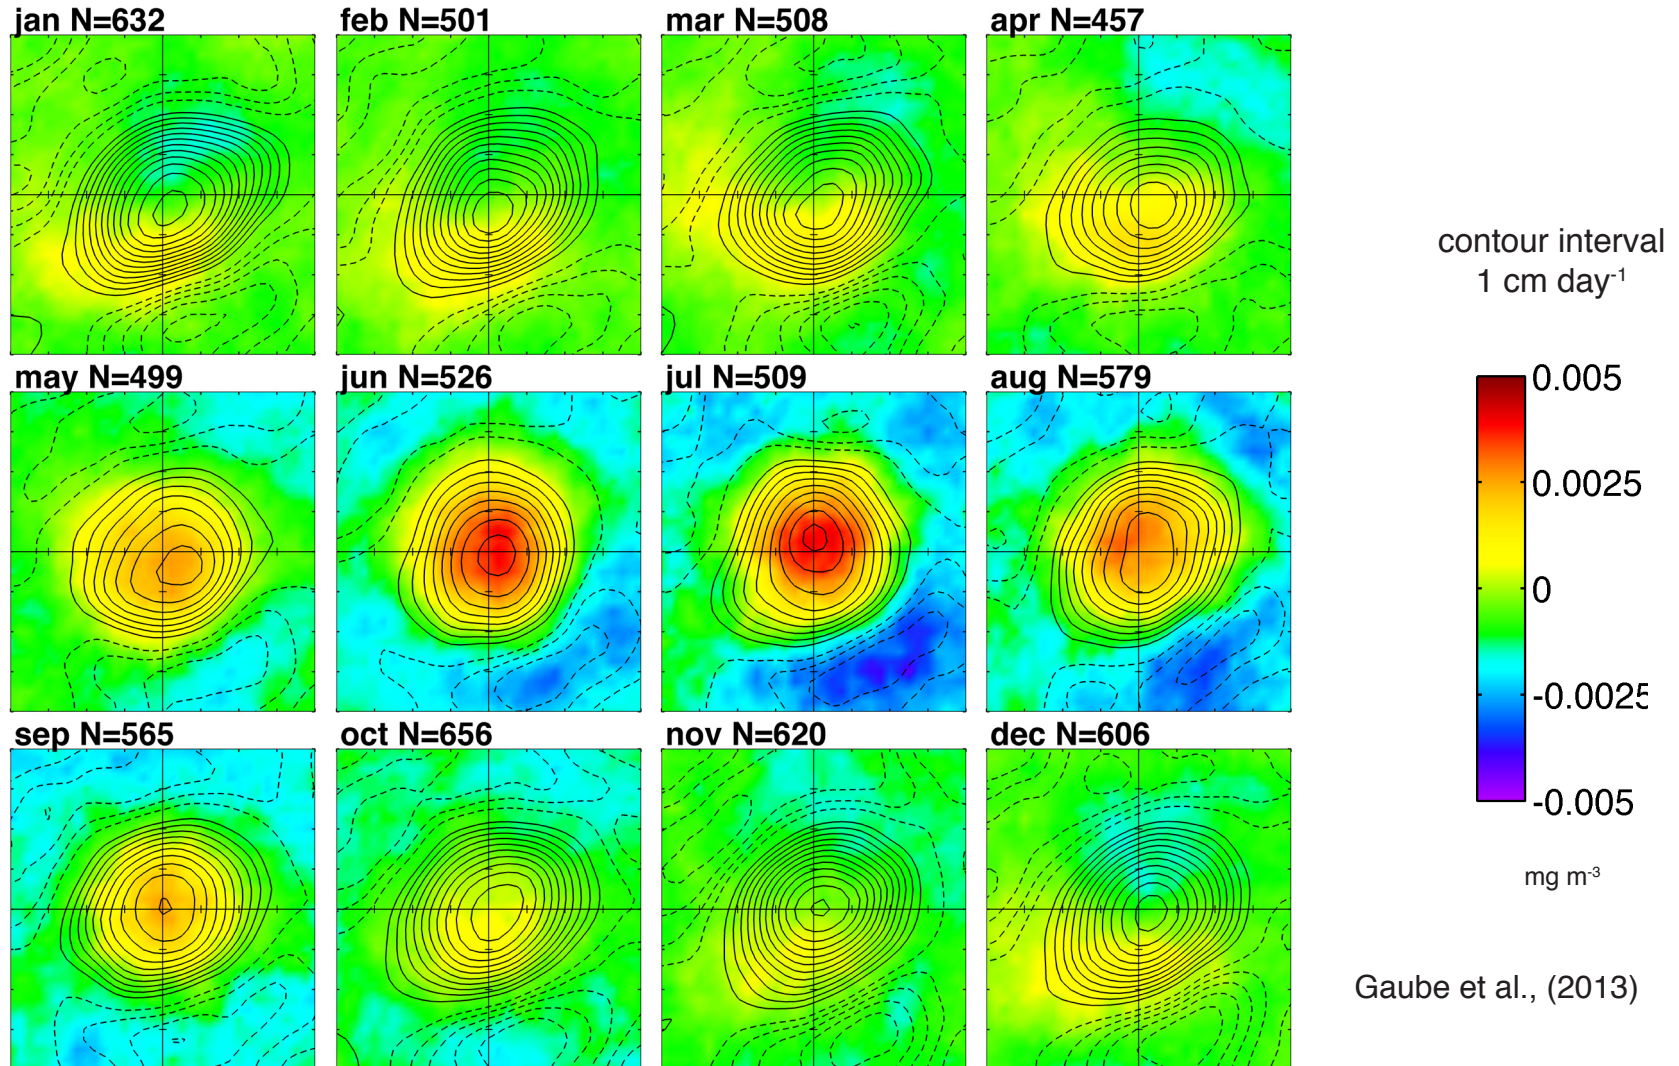 jan N=632
feb N=501
mar N=508
apr N=457
may N=499
jun N=526
jul N=509
aug N=579
sep N=565
oct N=656
nov N=620
dec N=606
contour interval
1 cm day⁻¹
0.005
0.0025
0
-0.0025
-0.005
mg m⁻³
Gaube et al., (2013)